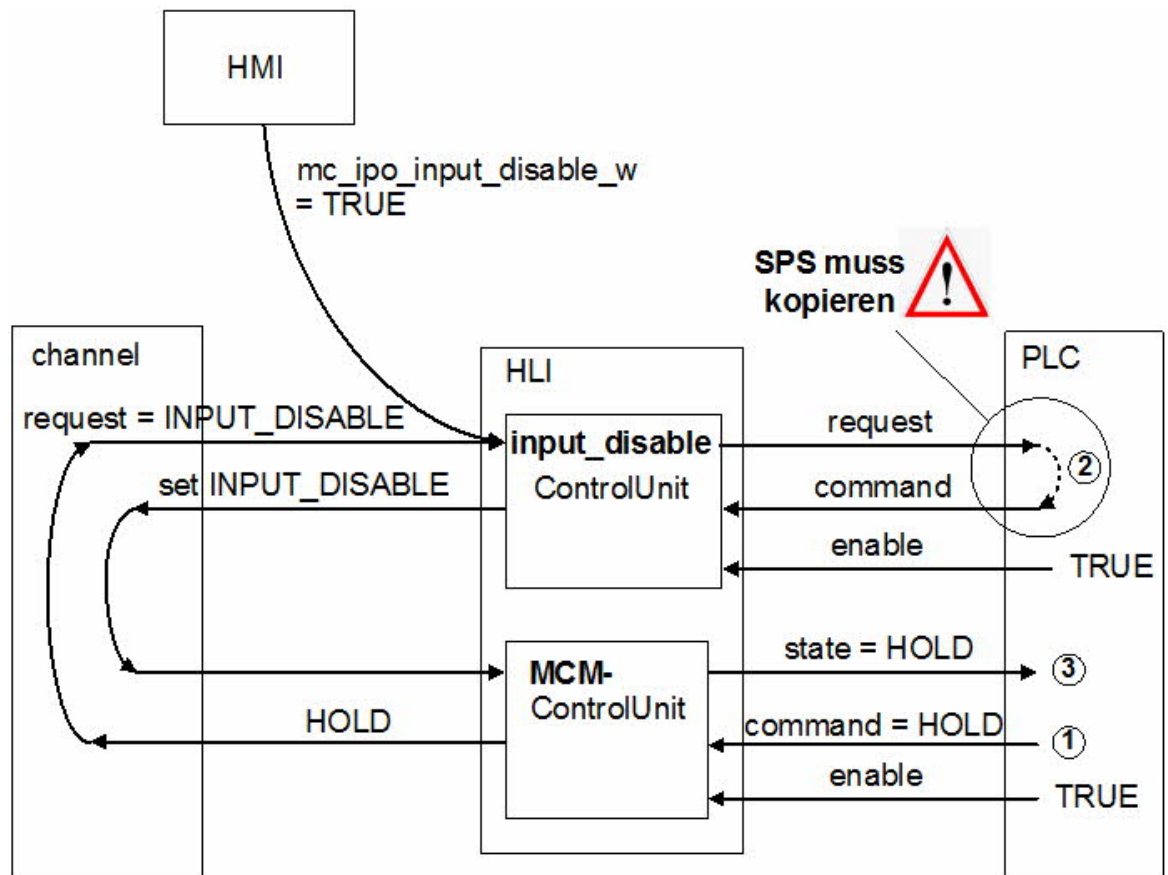 HMI
mc_ipo_input_disable_w
= TRUE
SPS muss
kopieren
!
channel
HLI
PLC
request = INPUT_DISABLE
input_disable
ControlUnit
request
set INPUT_DISABLE
command
2
enable
TRUE
MCM-
ControlUnit
state = HOLD
3
HOLD
command = HOLD
1
enable
TRUE